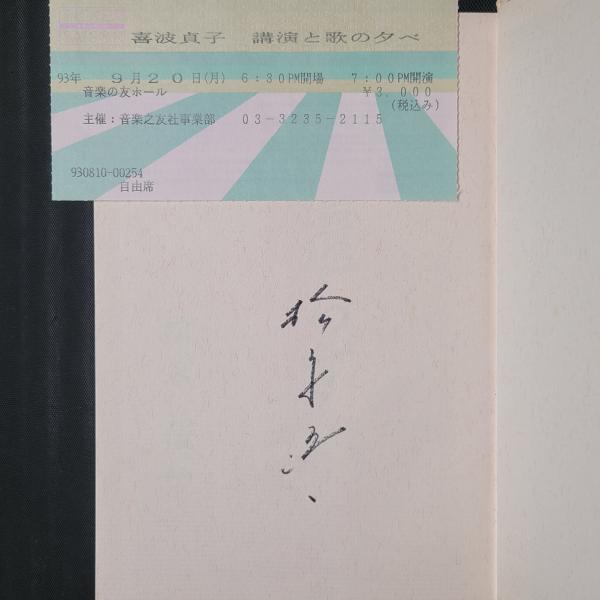 喜波貞子　講演と歌の夕べ
93年　９月２０日(月)　６：３０PM開場　７：００PM開演
音楽の友ホール　￥３，０００
(税込み)
主催：音楽之友社事業部　０３－３２３５－２１１５
930810-00254
自由席